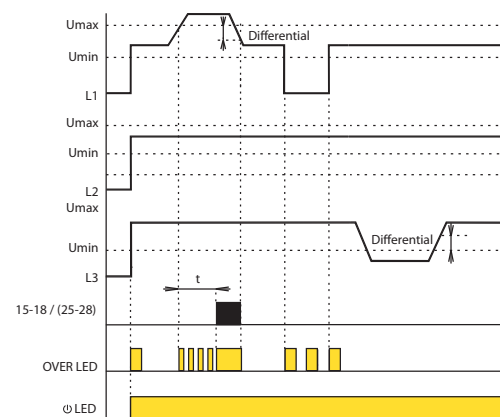 Umax
Differential
Umin
L1
Umax
Umin
L2
Umax
Differential
Umin
L3
t
15-18 / (25-28)
OVER LED
⏻ LED